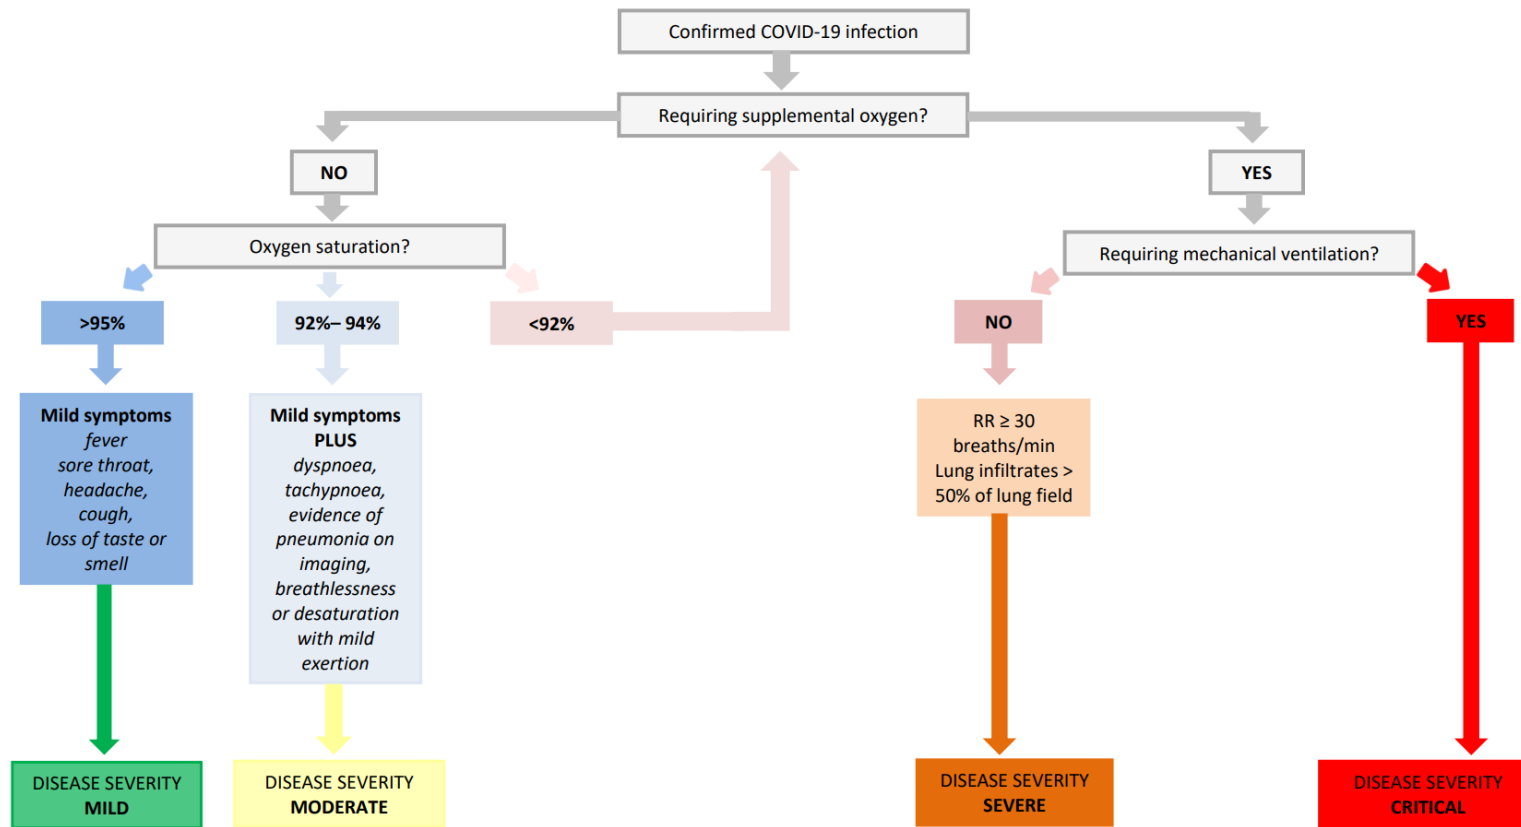 Confirmed COVID-19 infection
Requiring supplemental oxygen?
NO
YES
Oxygen saturation?
Requiring mechanical ventilation?
>95%
92%– 94%
<92%
NO
YES
Mild symptoms
fever
sore throat,
headache,
cough,
loss of taste or
smell
Mild symptoms
PLUS
dyspnoea,
tachypnoea,
evidence of
pneumonia on
imaging,
breathlessness
or desaturation
with mild
exertion
RR ≥ 30
breaths/min
Lung infiltrates >
50% of lung field
DISEASE SEVERITY
MILD
DISEASE SEVERITY
MODERATE
DISEASE SEVERITY
SEVERE
DISEASE SEVERITY
CRITICAL